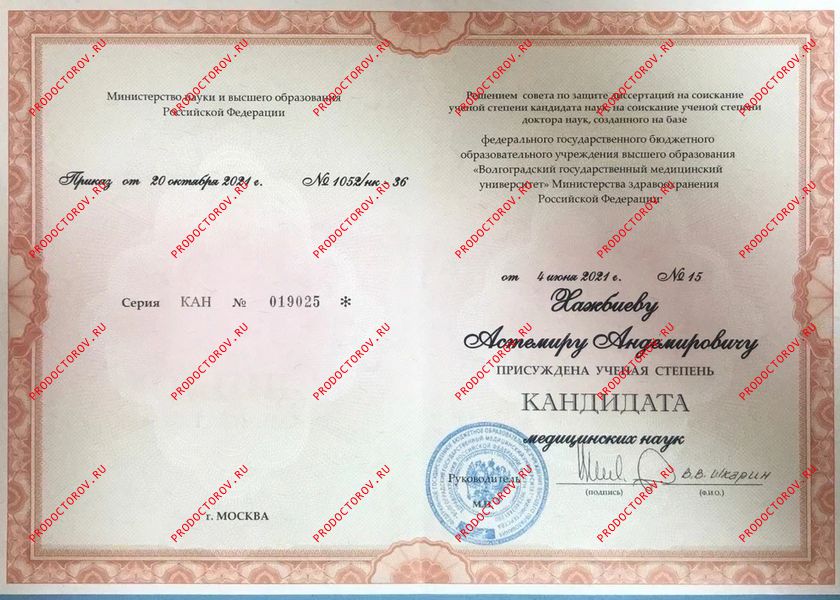 Министерство науки и высшего образования
Российской Федерации
Приказ от 20 октября 2021 г. № 1052/нк - 36
Серия КАН № 019025 *
г. МОСКВА
Решением совета по защите диссертаций на соискание
ученой степени кандидата наук, на соискание ученой степени
доктора наук, созданного на базе
федерального государственного бюджетного
образовательного учреждения высшего образования
«Волгоградский государственный медицинский
университет» Министерства здравоохранения
Российской Федерации
от 4 июня 2021 г. № 15
Хажбиеву
Астемиру Андемировичу
ПРИСУЖДЕНА УЧЕНАЯ СТЕПЕНЬ
КАНДИДАТА
медицинских наук
Руководитель В.В. Шкарин
(подпись) (Ф.И.О.)
М.П.
PRODOCTOROV.RU